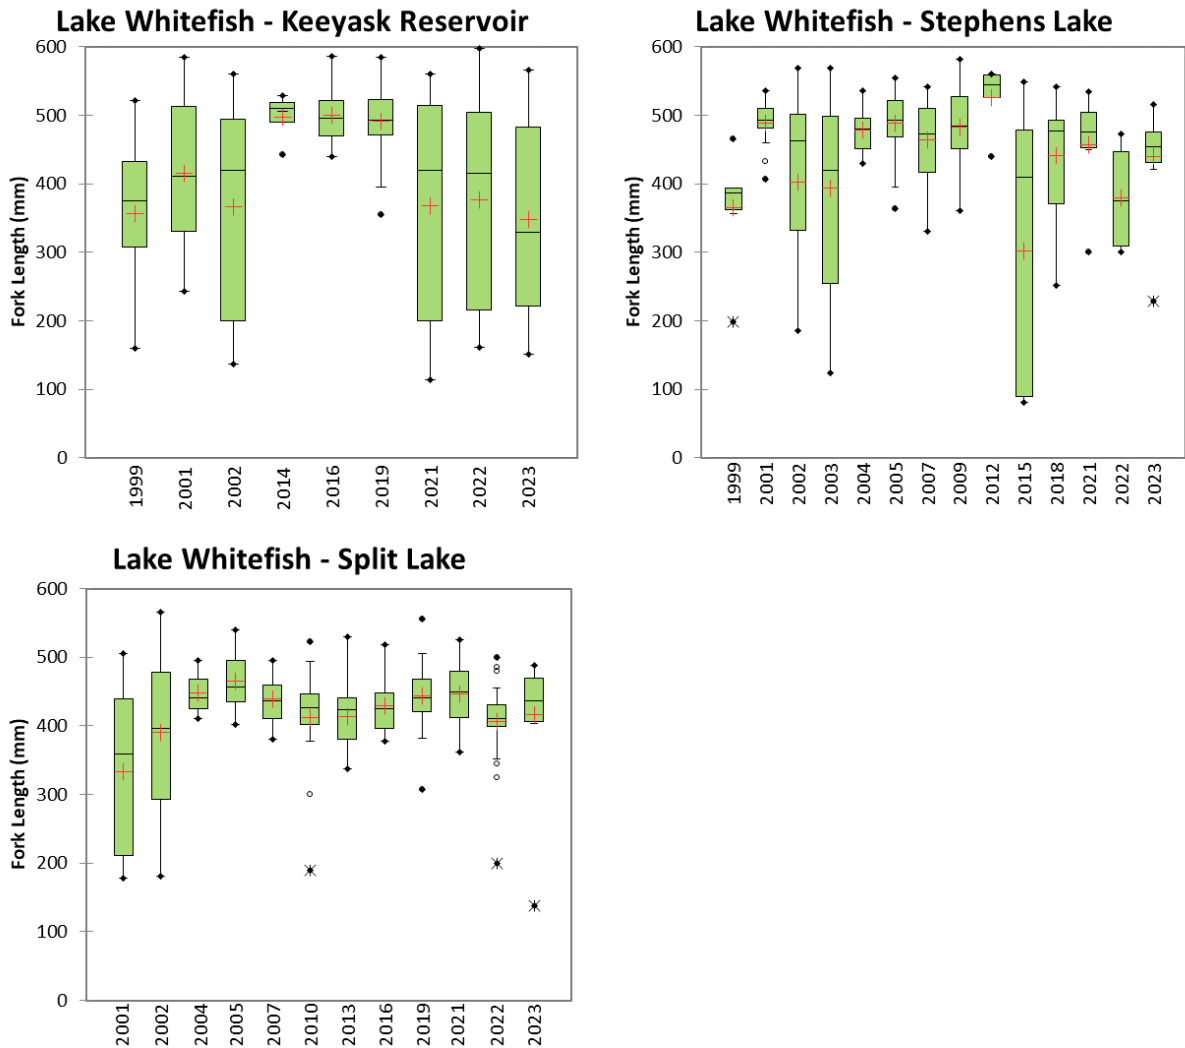 Lake Whitefish - Keeyask Reservoir
Fork Length (mm)
600
500
400
300
200
100
0
1999 2001 2002 2014 2016 2019 2021 2022 2023
Lake Whitefish - Stephens Lake
Fork Length (mm)
600
500
400
300
200
100
0
1999 2001 2002 2003 2004 2005 2007 2009 2012 2015 2018 2021 2022 2023
Lake Whitefish - Split Lake
Fork Length (mm)
600
500
400
300
200
100
0
2001 2002 2004 2005 2007 2010 2013 2016 2019 2021 2022 2023